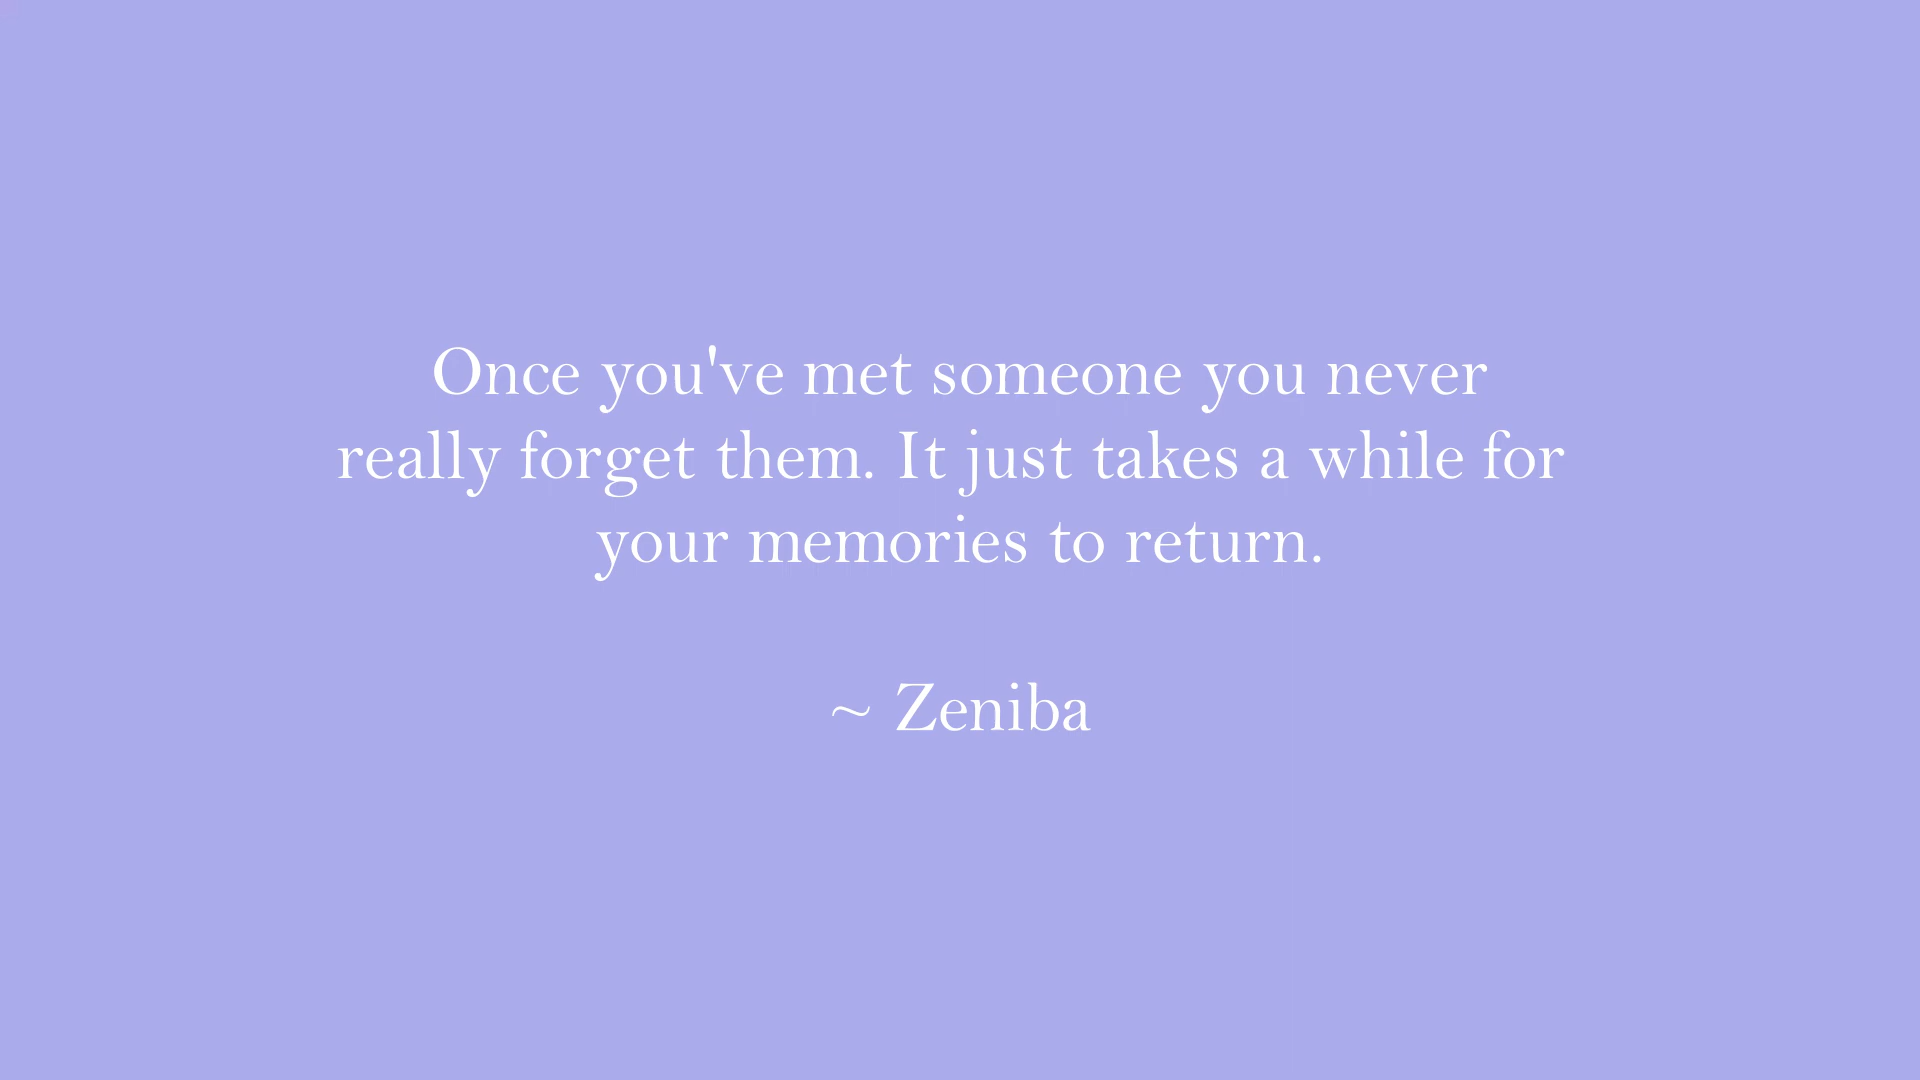 Once you've met someone you never
really forget them. It just takes a while for
your memories to return.
~ Zeniba